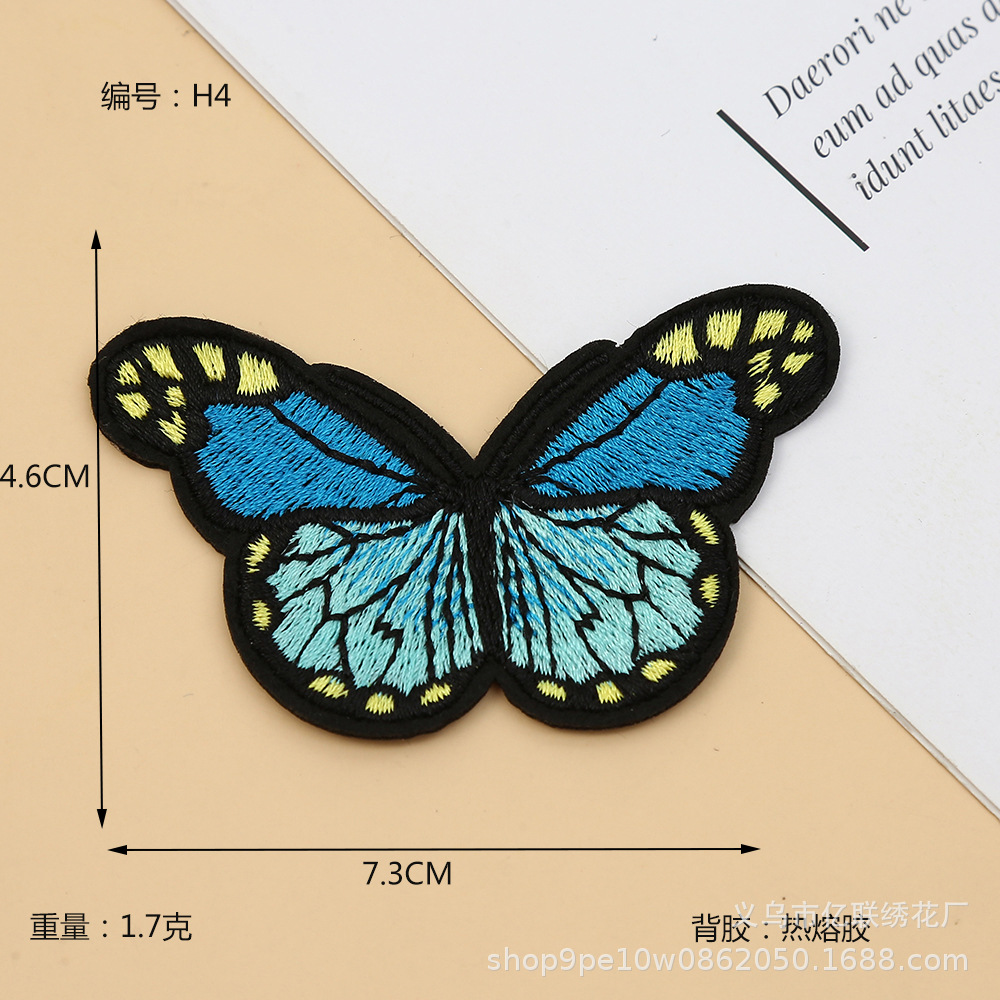 Daerori ne
eum ad quas a
idunt litaes
编号：H4
4.6CM
7.3CM
重量：1.7克
背胶：热熔胶
义乌市亿联绣花厂
shop9pe10w0862050.1688.com